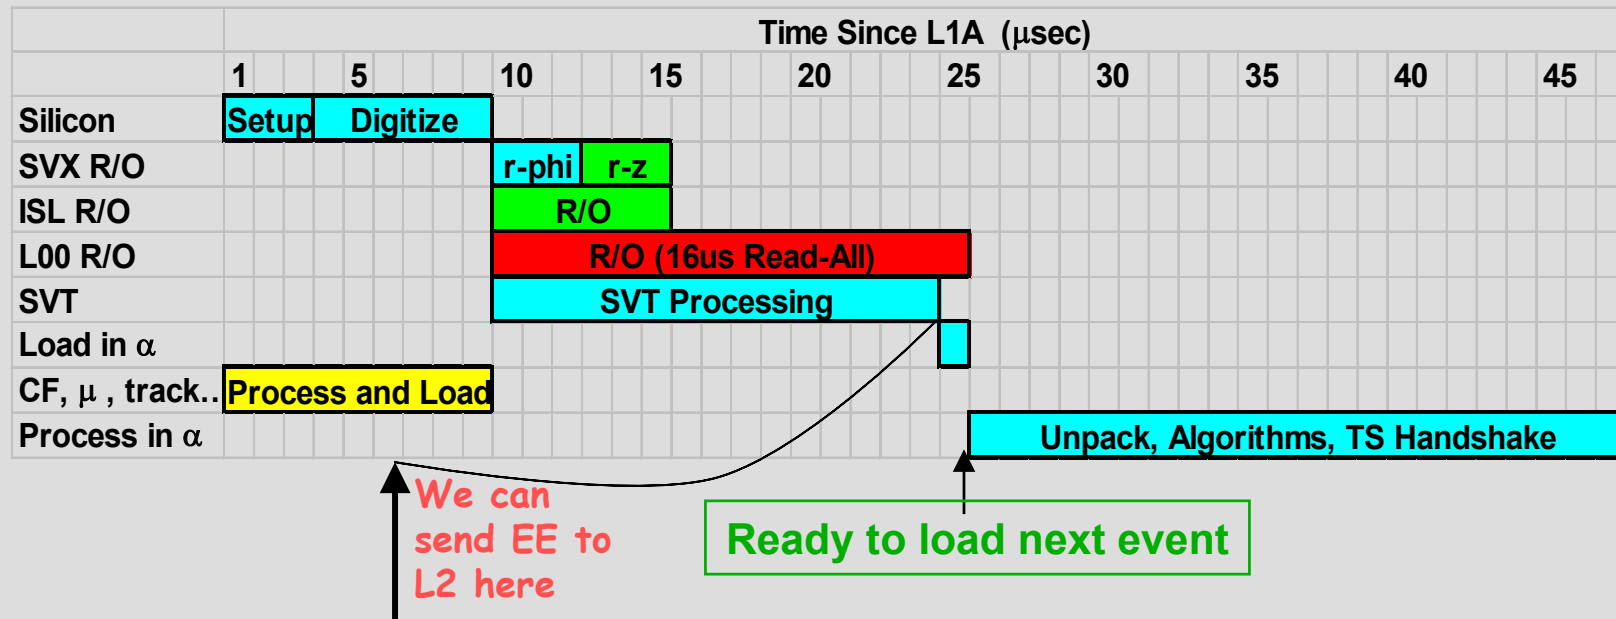 Time Since L1A (μsec)
1 5 10 15 20 25 30 35 40 45
Silicon Setup Digitize
SVX R/O r-phi r-z
ISL R/O R/O
L00 R/O R/O (16us Read-All)
SVT SVT Processing
Load in α
CF, μ , track.. Process and Load
Process in α Unpack, Algorithms, TS Handshake
We can
send EE to
L2 here
Ready to load next event